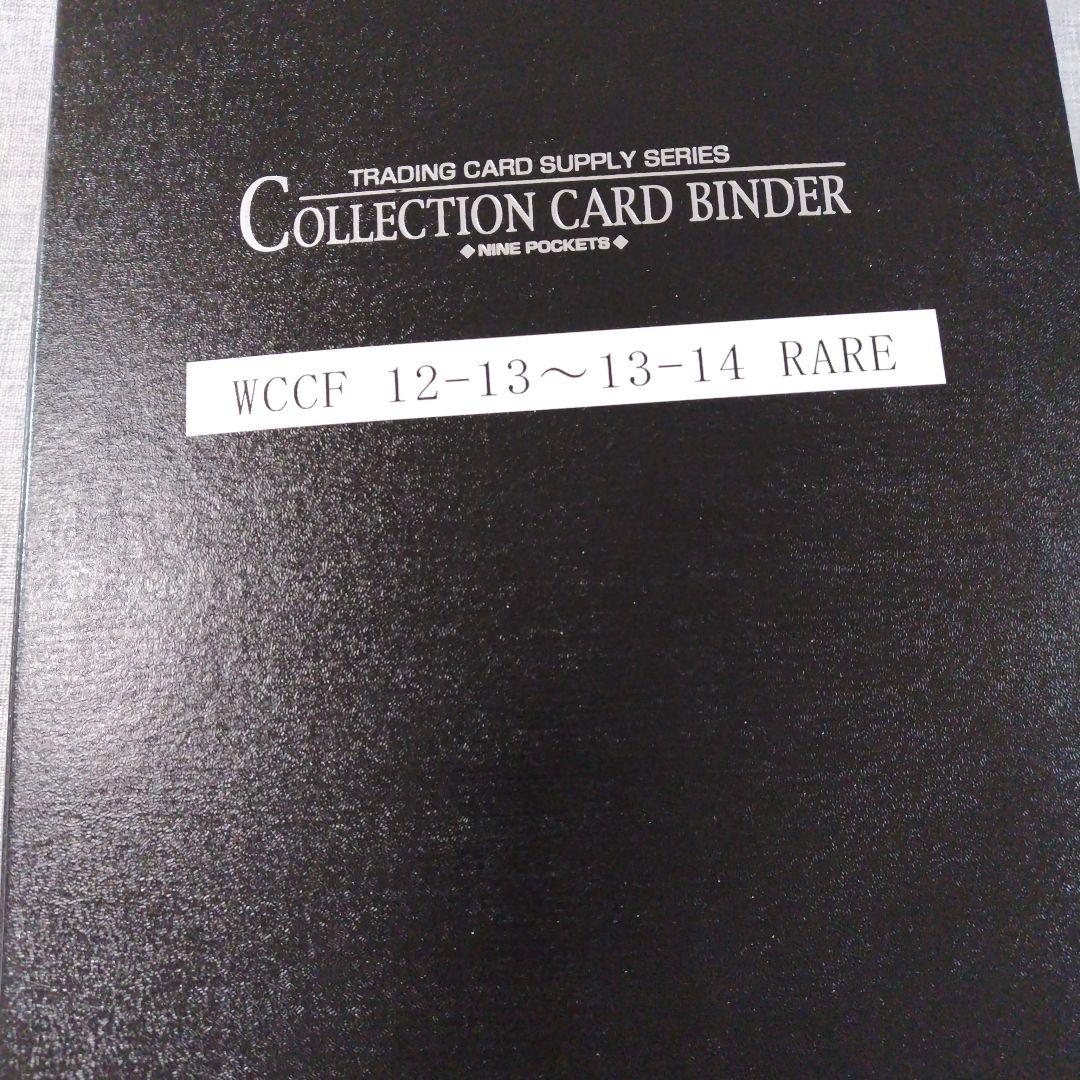 TRADING CARD SUPPLY SERIES
COLLECTION CARD BINDER
◆NINE POCKETS◆
WCCF 12-13～13-14 RARE